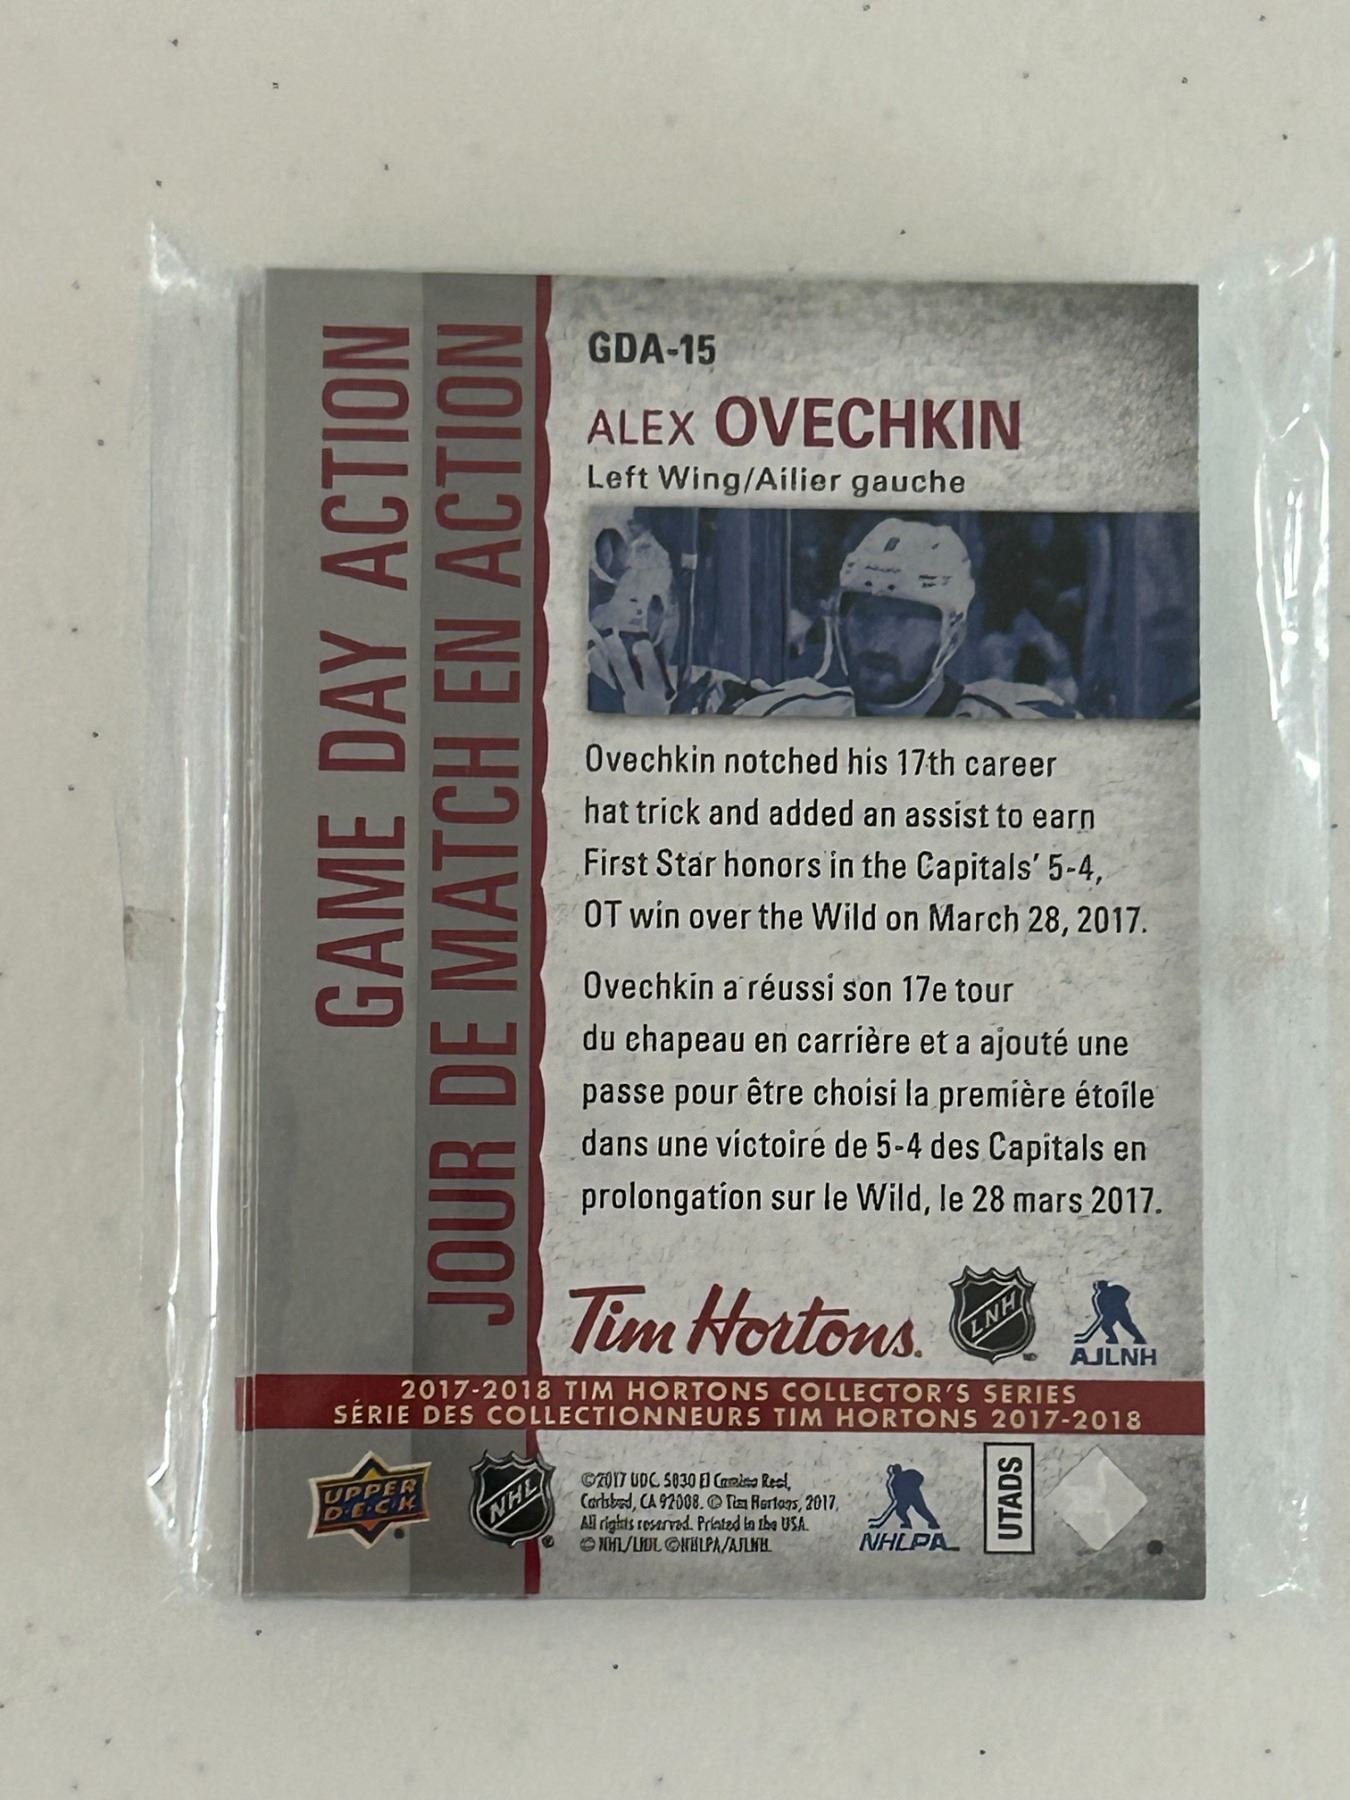 GAME DAY ACTION
JOUR DE MATCH EN ACTION
GDA-15
ALEX OVECHKIN
Left Wing/Ailier gauche
Ovechkin notched his 17th career
hat trick and added an assist to earn
First Star honors in the Capitals' 5-4,
OT win over the Wild on March 28, 2017.
Ovechkin a réussi son 17e tour
du chapeau en carrière et a ajouté une
passe pour être choisi la première étoile
dans une victoire de 5-4 des Capitals en
prolongation sur le Wild, le 28 mars 2017.
Tim Hortons.
LNH
AJLNH
2017-2018 TIM HORTONS COLLECTOR'S SERIES
SÉRIE DES COLLECTIONNEURS TIM HORTONS 2017-2018
UPPER
DECK
NHL
©2017 UDC. 5830 El Camino Real,
Carlsbad, CA 92008. © Tim Hortons, 2017.
All rights reserved. Printed in the USA.
© NHL/LNH. ©NHLPA/AJLNH.
NHLPA
UTADS